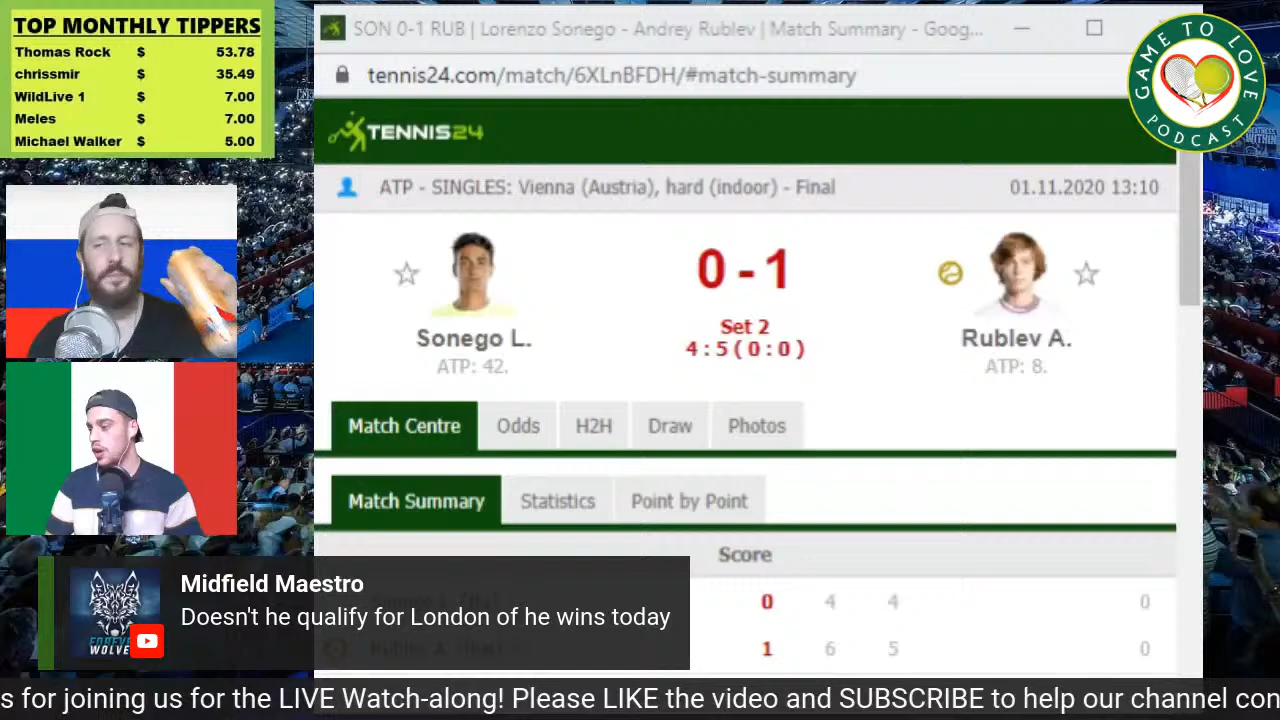 TOP MONTHLY TIPPERS
Thomas Rock $ 53.78
chrissmir $ 35.49
WildLive 1 $ 7.00
Meles $ 7.00
Michael Walker $ 5.00
SON 0-1 RUB | Lorenzo Sonego - Andrey Rublev | Match Summary - Goog...
tennis24.com/match/6XLnBFDH/#match-summary
GAME TO LOVE
PODCAST
TENNIS24
ATP - SINGLES: Vienna (Austria), hard (indoor) - Final 01.11.2020 13:10
0 - 1
Set 2
4 : 5 ( 0 : 0 )
Sonego L.
ATP: 42.
Rublev A.
ATP: 8.
Match Centre Odds H2H Draw Photos
Match Summary Statistics Point by Point
Score
0 4 4 0
1 6 5 0
Midfield Maestro
Doesn't he qualify for London of he wins today
FOREVER
WOLVES
s for joining us for the LIVE Watch-along! Please LIKE the video and SUBSCRIBE to help our channel con